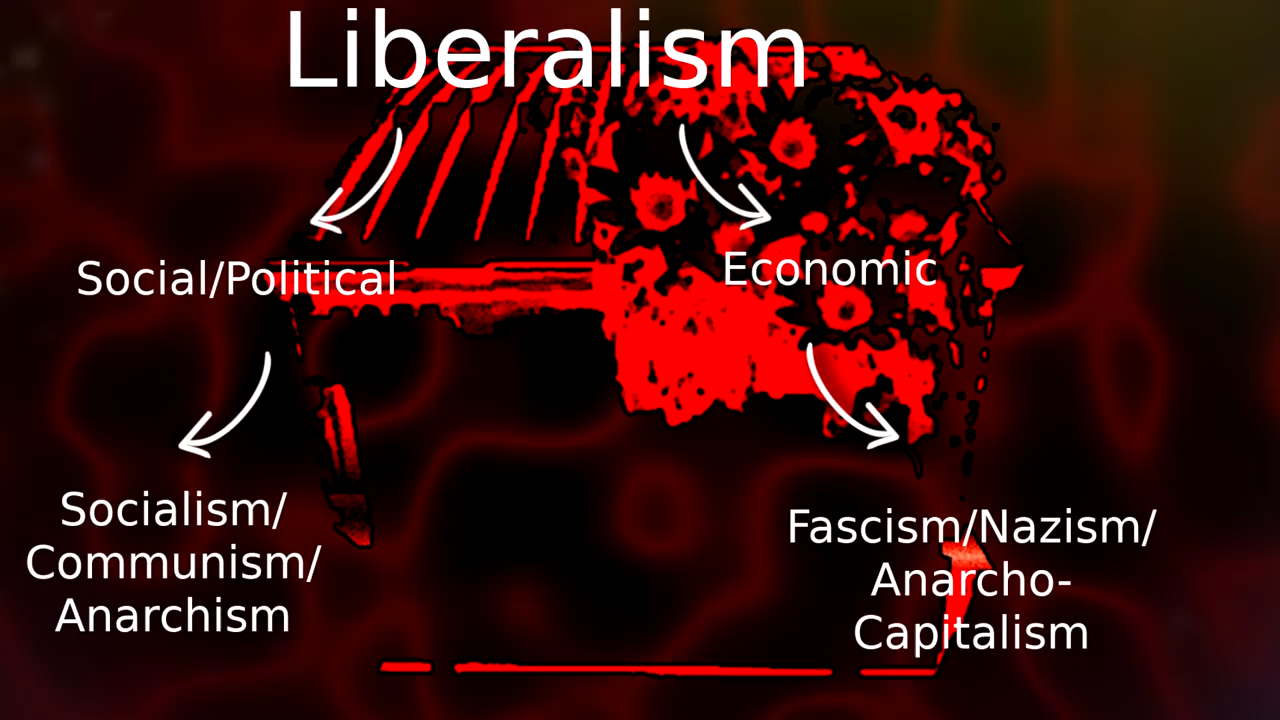 Liberalism
Social/Political
Economic
Socialism/
Communism/
Anarchism
Fascism/Nazism/
Anarcho-
Capitalism